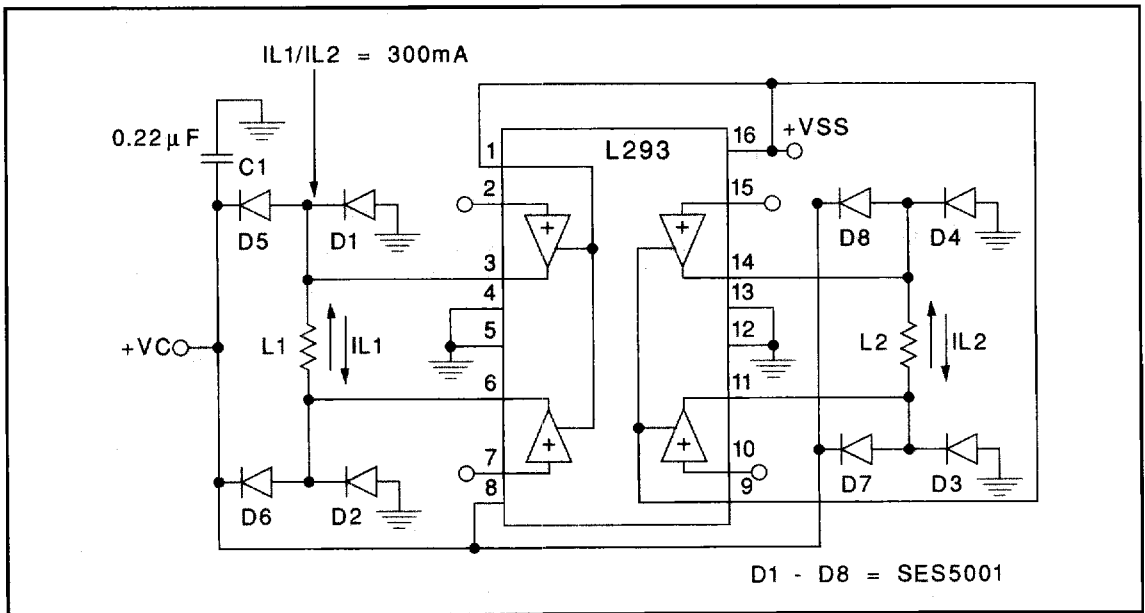 IL1/IL2 = 300mA
0.22µF
C1
D5
D1
+VC
L1
IL1
D6
D2
L293
1
2
3
4
5
6
7
8
16
15
14
13
12
11
10
9
+VSS
D8
D4
L2
IL2
D7
D3
D1 - D8 = SES5001